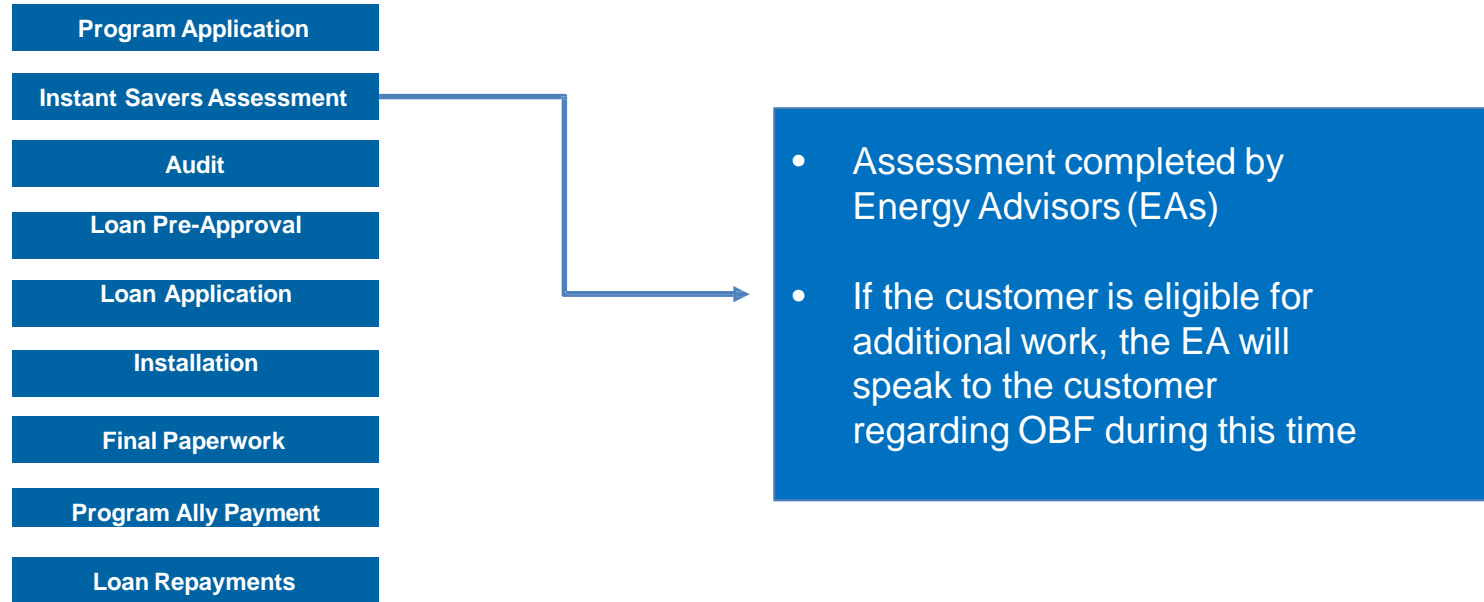 Program Application
Instant Savers Assessment
Audit
Loan Pre-Approval
Loan Application
Installation
Final Paperwork
Program Ally Payment
Loan Repayments
• Assessment completed by
Energy Advisors (EAs)
• If the customer is eligible for
additional work, the EA will
speak to the customer
regarding OBF during this time